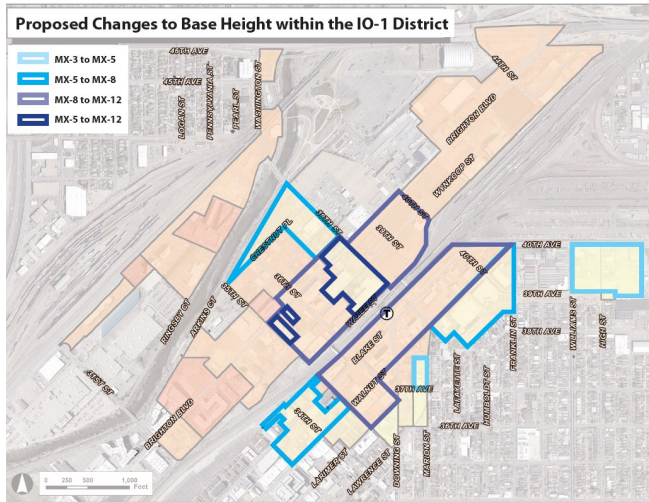 Proposed Changes to Base Height within the IO-1 District
MX-3 to MX-5
MX-5 to MX-8
MX-8 to MX-12
MX-5 to MX-12
46TH AVE
45TH AVE
LOGAN ST
PENNSYLVANIA ST
PEARL ST
WASHINGTON ST
44TH ST
BRIGHTON BLVD
WYNKOOP ST
40TH ST
39TH ST
38TH ST
CHESTNUT PL
36TH ST
35TH ST
WAZEE ST
RINGSBY CT
ARKINS CT
31ST ST
BRIGHTON BLVD
T
BLAKE ST
WALNUT ST
34TH ST
LARIMER ST
LAWRENCE ST
DOWNING ST
MARION ST
37TH AVE
36TH AVE
LAFAYETTE ST
HUMBOLDT ST
FRANKLIN ST
40TH ST
40TH AVE
39TH AVE
38TH AVE
WILLIAMS ST
HIGH ST
0 250 500 1,000
Feet